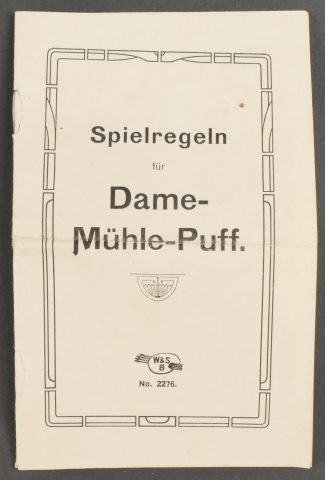 Spielregeln
für
Dame-
Mühle-Puff.
W&S
B
No. 2276.